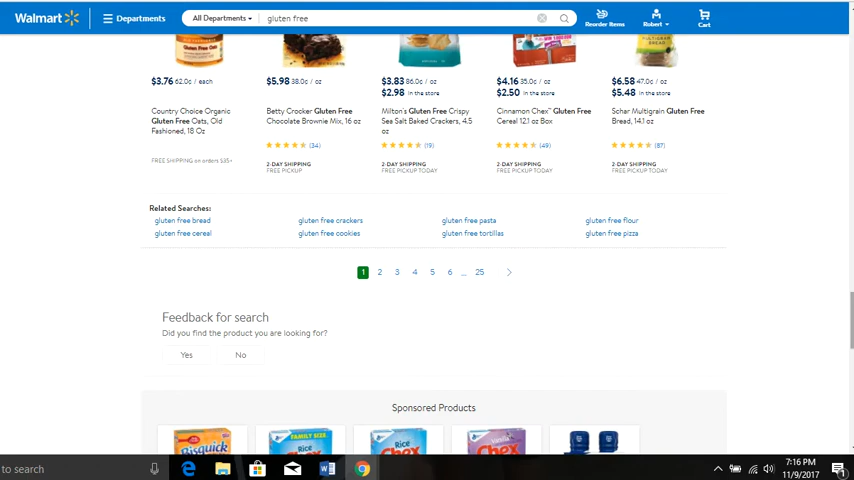 Walmart
Departments
All Departments
gluten free
Reorder Items
Robert
Cart
Gluten Free Oat
BREAD
$3.76 62.0¢ / each
$5.98 38.0¢ / oz
$3.83 86.0¢ / oz
$2.98 in the store
$4.16 35.0¢ / oz
$2.50 in the store
$6.58 47.0¢ / oz
$5.48 in the store
Country Choice Organic
Gluten Free Oats, Old
Fashioned, 18 Oz
FREE SHIPPING on orders $35+
Betty Crocker Gluten Free
Chocolate Brownie Mix, 16 oz
(34)
2-DAY SHIPPING
FREE PICKUP
Milton's Gluten Free Crispy
Sea Salt Baked Crackers, 4.5
oz
(19)
2-DAY SHIPPING
FREE PICKUP TODAY
Cinnamon Chex™ Gluten Free
Cereal 12.1 oz Box
(49)
2-DAY SHIPPING
FREE PICKUP TODAY
Schar Multigrain Gluten Free
Bread, 14.1 oz
(87)
2-DAY SHIPPING
FREE PICKUP TODAY
Related Searches:
gluten free bread
gluten free crackers
gluten free pasta
gluten free flour
gluten free cereal
gluten free cookies
gluten free tortillas
gluten free pizza
1 2 3 4 5 6 ... 25
Feedback for search
Did you find the product you are looking for?
Yes
No
Sponsored Products
Bisquick
FAMILY SIZE
Rice
Chex
Rice
Chex
Vanilla
Chex
to search
7:16 PM
11/9/2017
1